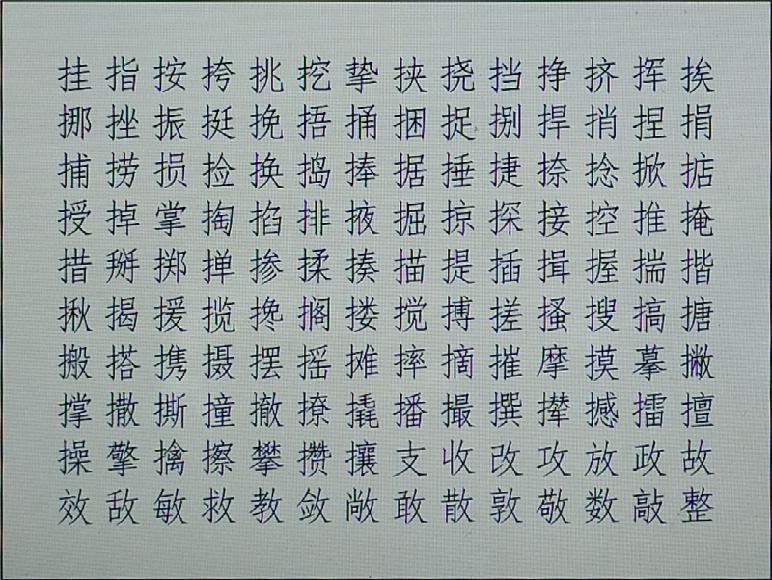 挂指按挎挑挖挚挟挠挡挣挤挥挨
挪挫振挺挽捂捅捆捉捌捍捎捏捐
捕捞损捡换捣捧据捶捷捺捻掀掂
授掉掌掏掐排掖掘掠探接控推掩
措掰掷掸掺揉揍描提插揖握揣揩
揪揭援揽搀搁搂搅搏搓搔搜搞搪
搬搭携摄摆摇摊摔摘摧摩摸摹撇
撑撒撕撞撤撩撬播撮撰撵撼擂擅
操擎擒擦攀攒攘支收改攻放政故
效敌敏救教敛敞敢散敦敬数敲整